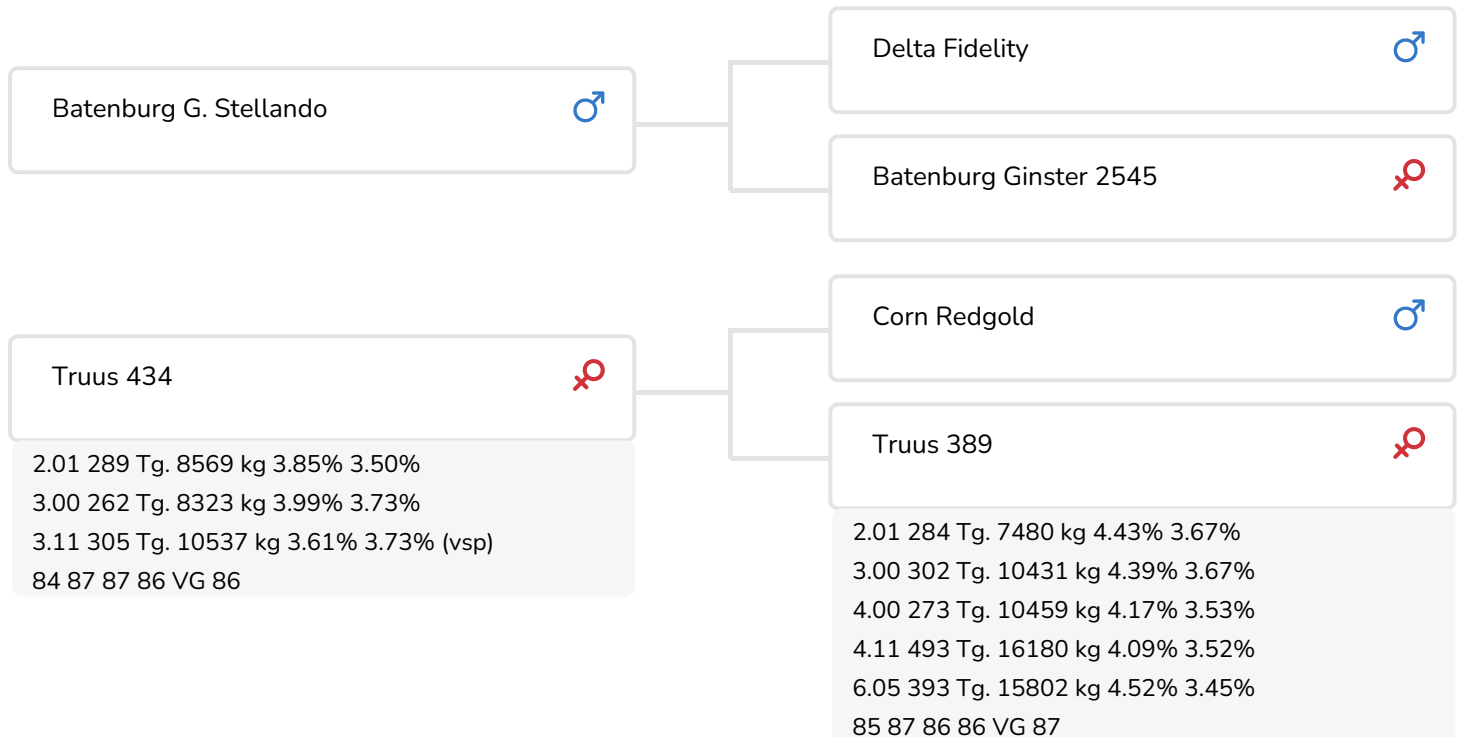 Batenburg G. Stellando
Delta Fidelity
Batenburg Ginster 2545
Truus 434
2.01 289 Tg. 8569 kg 3.85% 3.50%
3.00 262 Tg. 8323 kg 3.99% 3.73%
3.11 305 Tg. 10537 kg 3.61% 3.73% (vsp)
84 87 87 86 VG 86
Corn Redgold
Truus 389
2.01 284 Tg. 7480 kg 4.43% 3.67%
3.00 302 Tg. 10431 kg 4.39% 3.67%
4.00 273 Tg. 10459 kg 4.17% 3.53%
4.11 493 Tg. 16180 kg 4.09% 3.52%
6.05 393 Tg. 15802 kg 4.52% 3.45%
85 87 86 86 VG 87